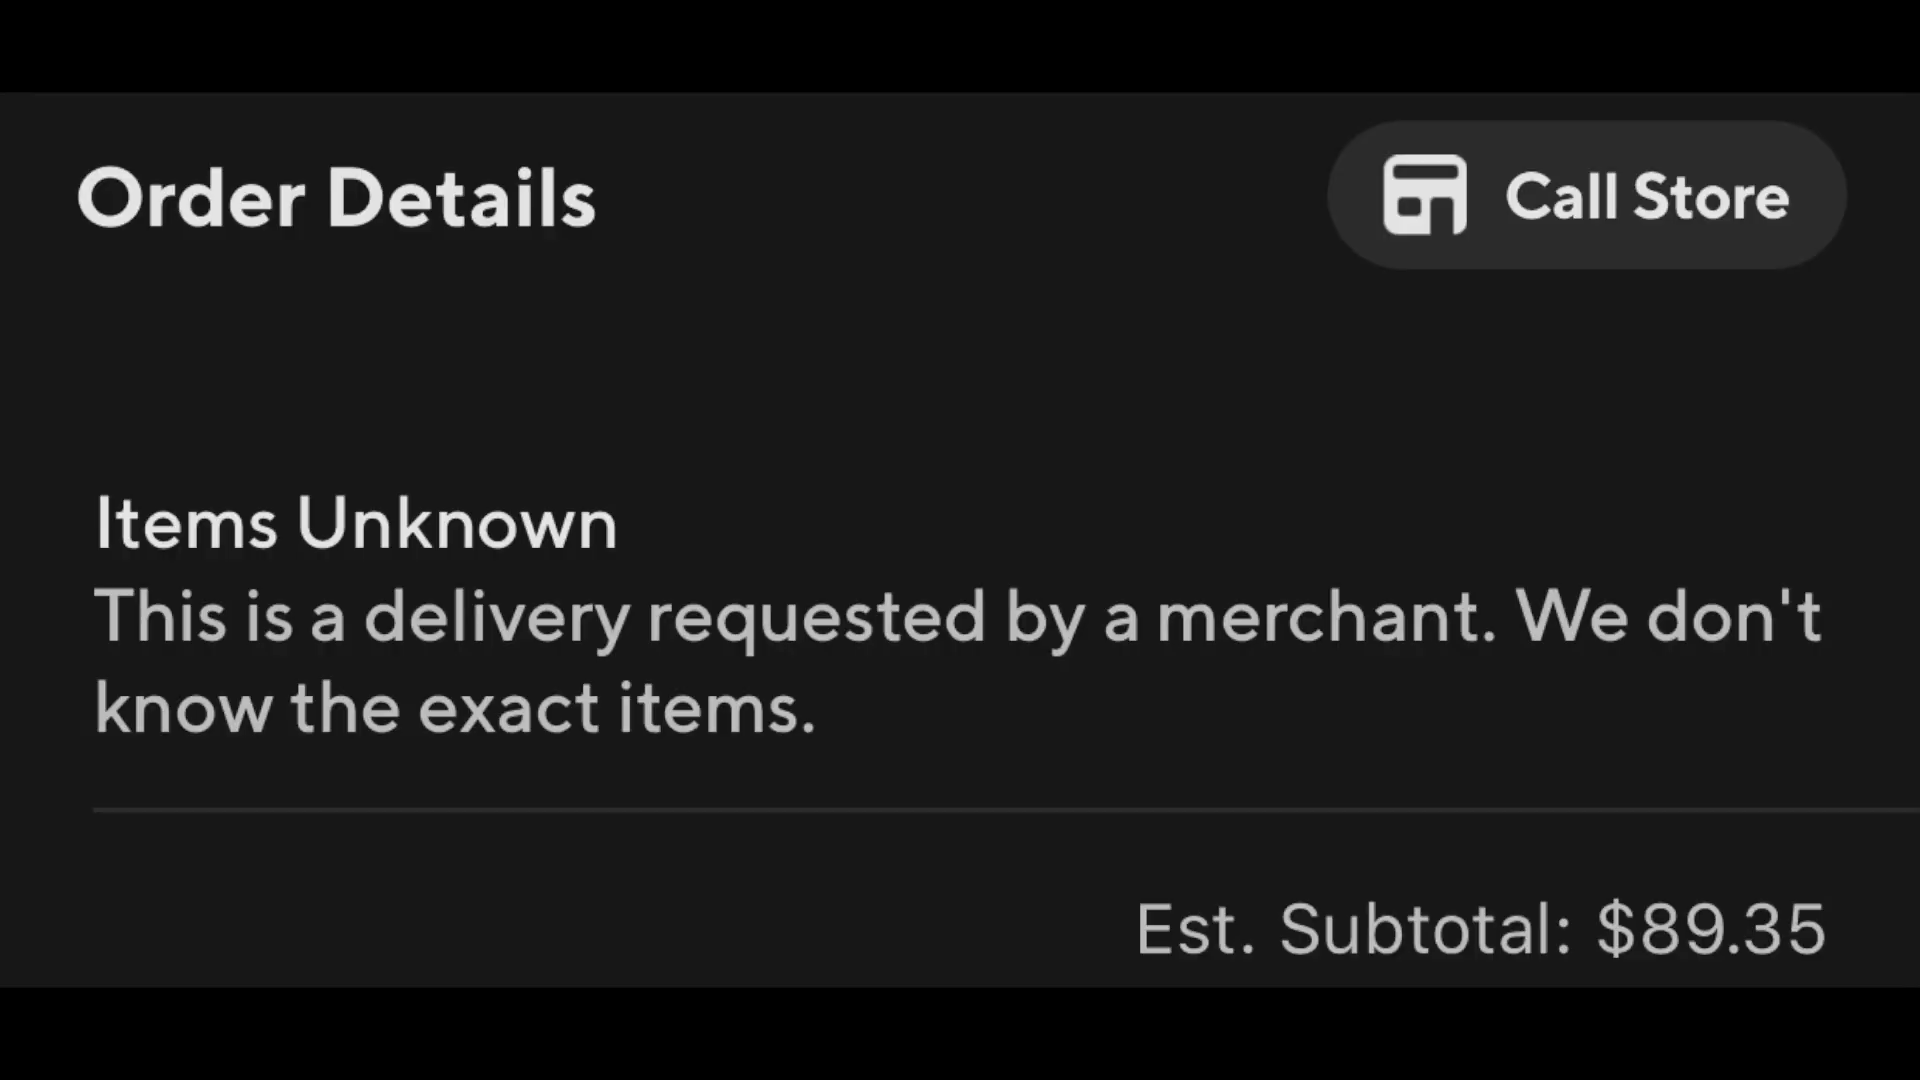 Order Details
Call Store
Items Unknown
This is a delivery requested by a merchant. We don't
know the exact items.
Est. Subtotal: $89.35